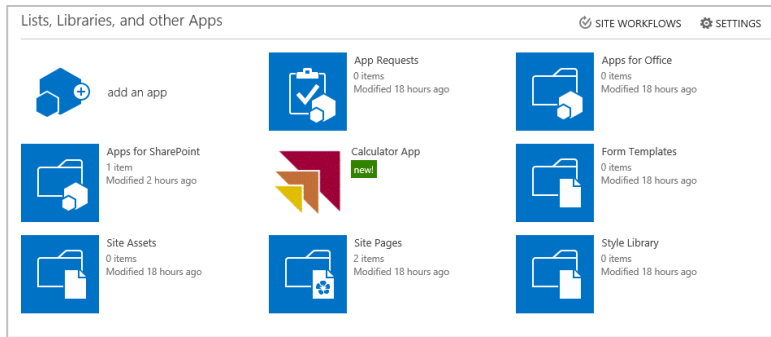 Lists, Libraries, and other Apps
SITE WORKFLOWS
SETTINGS
add an app
App Requests
0 items
Modified 18 hours ago
Apps for Office
0 items
Modified 18 hours ago
Apps for SharePoint
1 item
Modified 2 hours ago
Calculator App
new!
Form Templates
0 items
Modified 18 hours ago
Site Assets
0 items
Modified 18 hours ago
Site Pages
2 items
Modified 18 hours ago
Style Library
0 items
Modified 18 hours ago